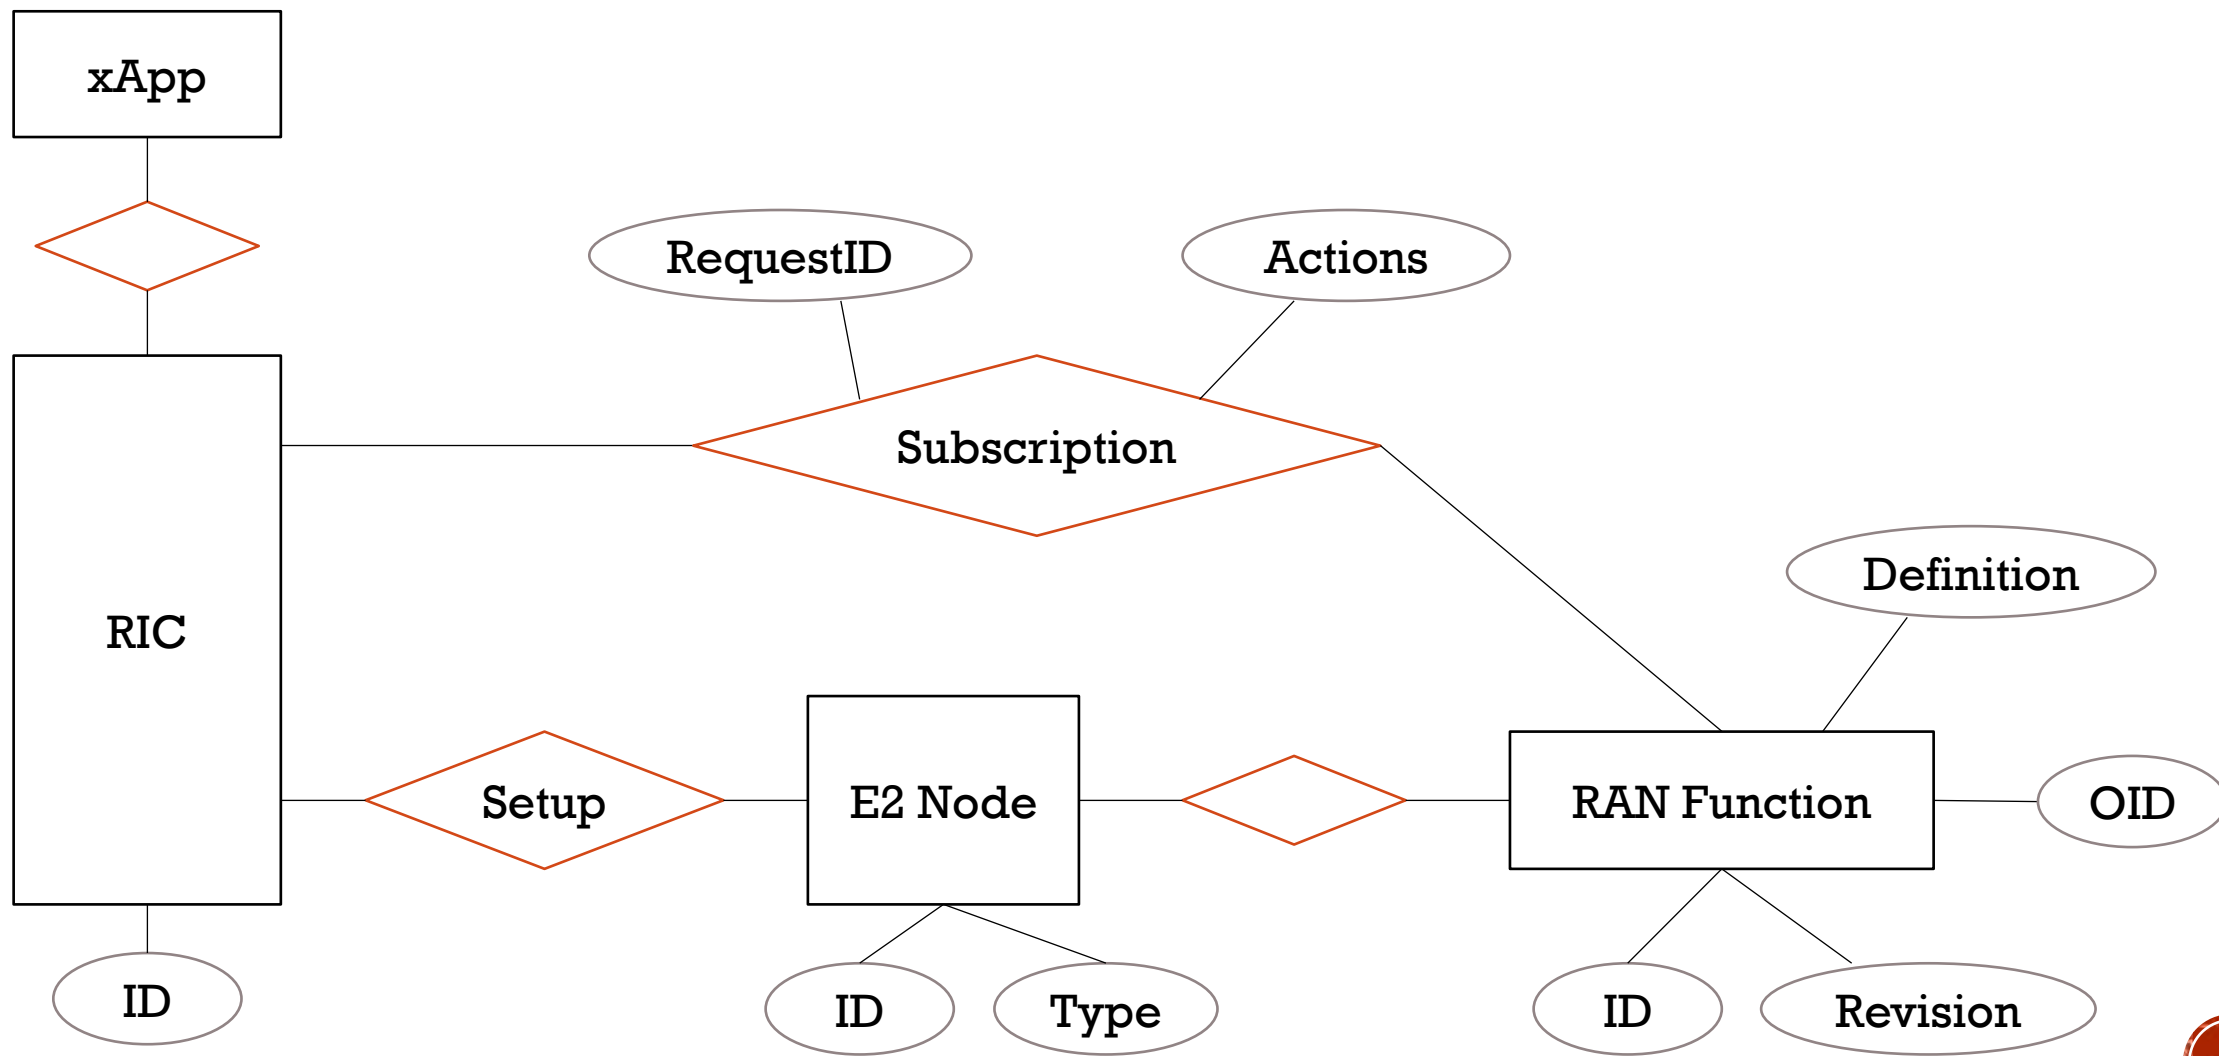 xApp
RequestID
Actions
Subscription
Definition
RIC
Setup
E2 Node
RAN Function
OID
ID
ID
Type
ID
Revision